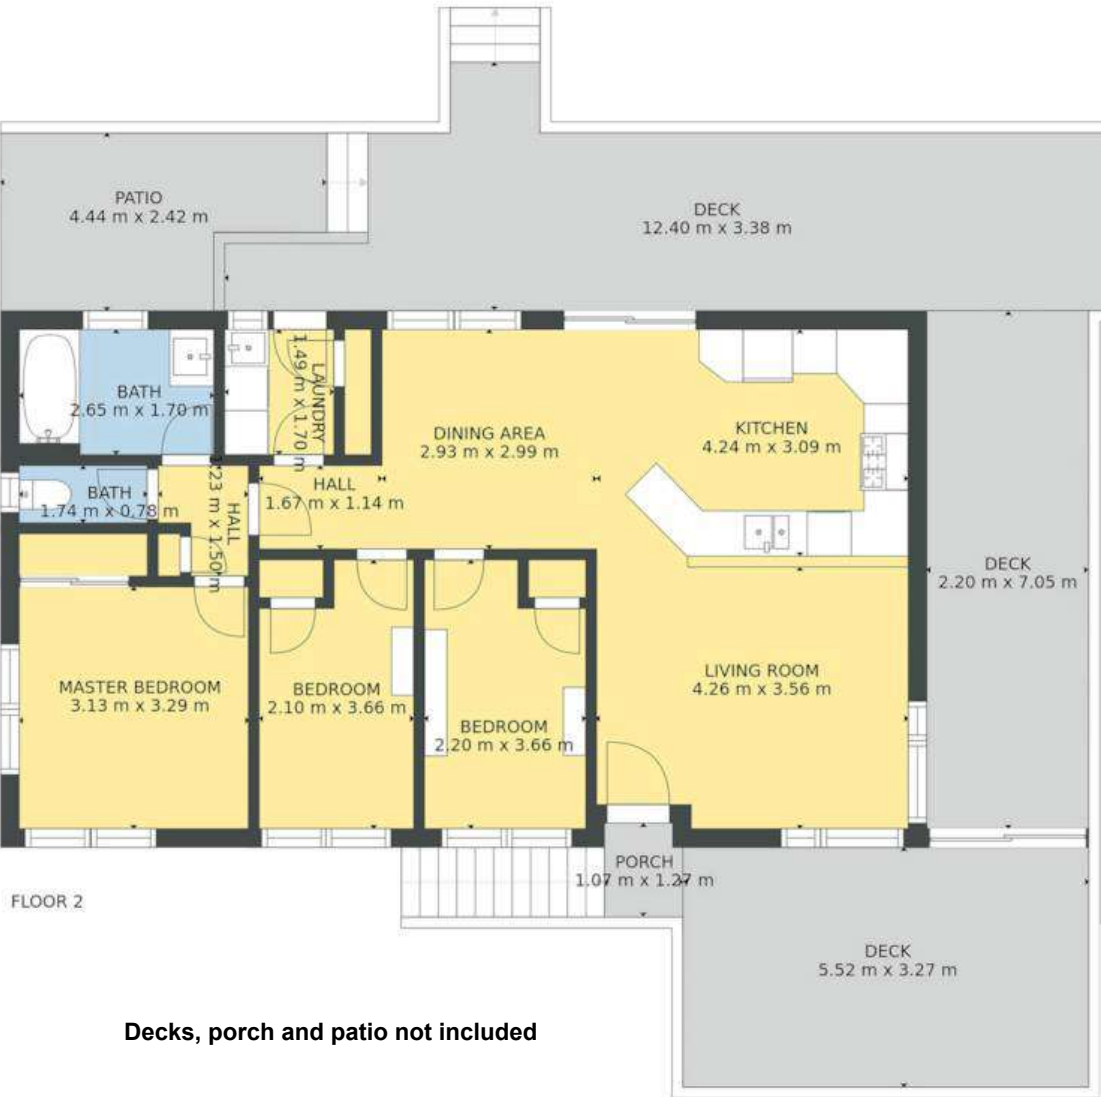 PATIO
4.44 m x 2.42 m
DECK
12.40 m x 3.38 m
BATH
2.65 m x 1.70 m
LAUNDRY
1.49 m x 1.70 m
DINING AREA
2.93 m x 2.99 m
KITCHEN
4.24 m x 3.09 m
BATH
1.74 m x 0.78 m
HALL
1.23 m x 1.50 m
HALL
1.67 m x 1.14 m
DECK
2.20 m x 7.05 m
MASTER BEDROOM
3.13 m x 3.29 m
BEDROOM
2.10 m x 3.66 m
BEDROOM
2.20 m x 3.66 m
LIVING ROOM
4.26 m x 3.56 m
PORCH
1.07 m x 1.27 m
FLOOR 2
DECK
5.52 m x 3.27 m
Decks, porch and patio not included